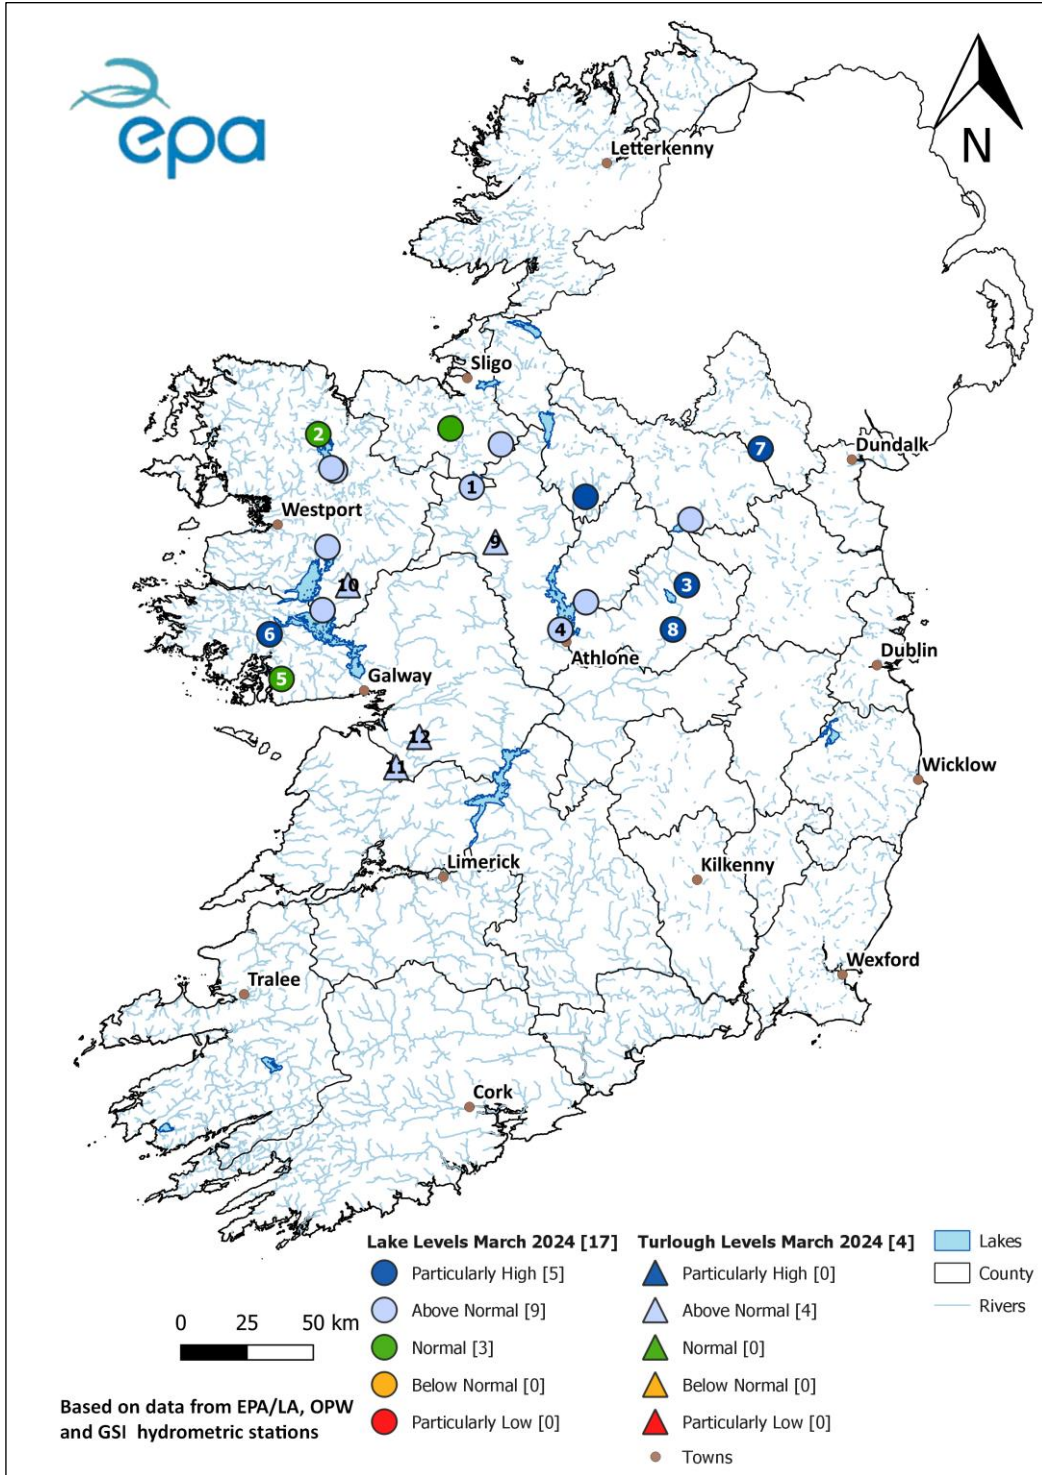 epa
N
Letterkenny
Sligo
2
7
Dundalk
1
Westport
9
10
3
6
4
8
Athlone
Dublin
5
Galway
12
11
Wicklow
Limerick
Kilkenny
Wexford
Tralee
Cork
Lake Levels March 2024 [17]
Particularly High [5]
Above Normal [9]
Normal [3]
Below Normal [0]
Particularly Low [0]
Turlough Levels March 2024 [4]
Particularly High [0]
Above Normal [4]
Normal [0]
Below Normal [0]
Particularly Low [0]
Towns
Lakes
County
Rivers
0 25 50 km
Based on data from EPA/LA, OPW
and GSI hydrometric stations